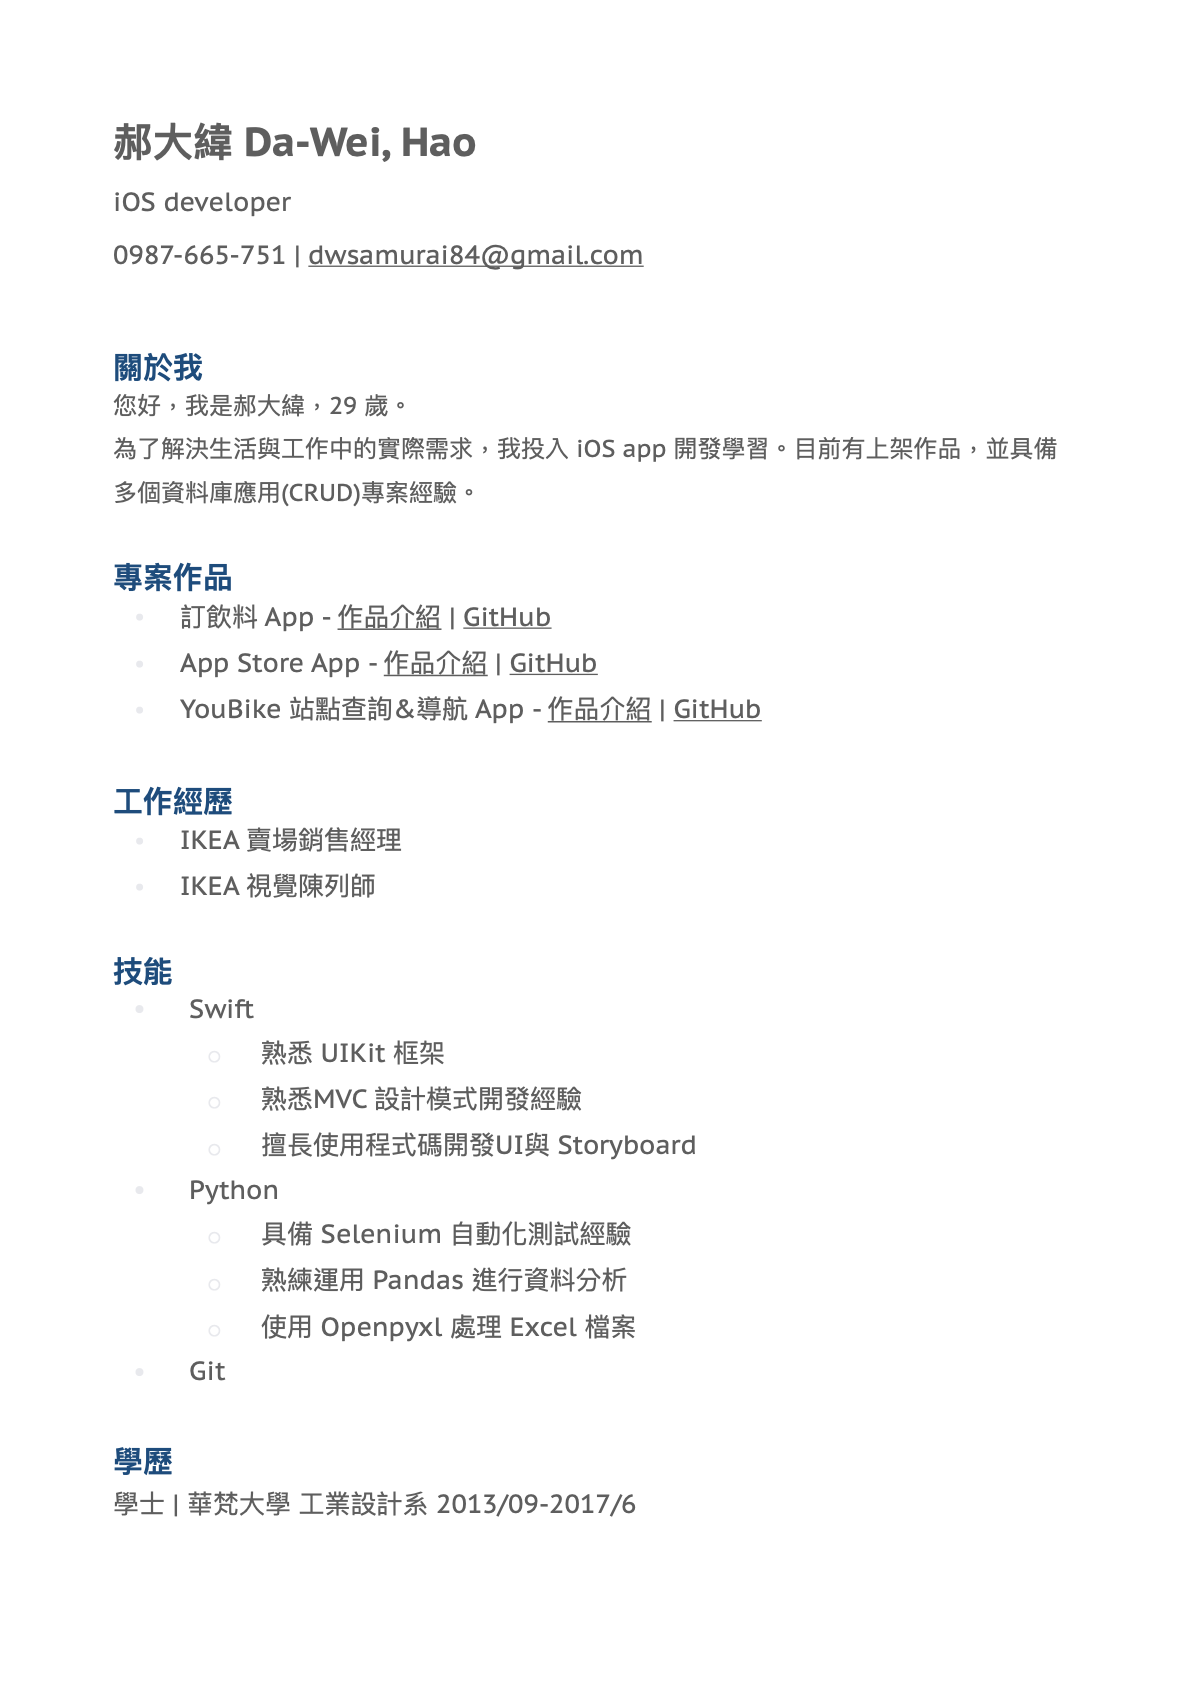 郝大緯 Da-Wei, Hao
iOS developer
0987-665-751 | dwsamurai84@gmail.com
關於我
您好，我是郝大緯，29 歲。
為了解決生活與工作中的實際需求，我投入 iOS app 開發學習。目前有上架作品，並具備
多個資料庫應用(CRUD)專案經驗。
專案作品
• 訂飲料 App - 作品介紹 | GitHub
• App Store App - 作品介紹 | GitHub
• YouBike 站點查詢&導航 App - 作品介紹 | GitHub
工作經歷
• IKEA 賣場銷售經理
• IKEA 視覺陳列師
技能
• Swift
○ 熟悉 UIKit 框架
○ 熟悉MVC 設計模式開發經驗
○ 擅長使用程式碼開發UI與 Storyboard
• Python
○ 具備 Selenium 自動化測試經驗
○ 熟練運用 Pandas 進行資料分析
○ 使用 Openpyxl 處理 Excel 檔案
• Git
學歷
學士 | 華梵大學 工業設計系 2013/09-2017/6